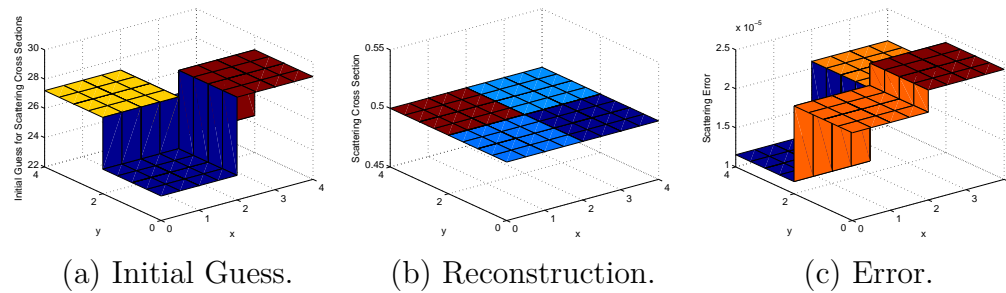 Initial Guess for Scattering Cross Sections
30
28
26
24
22
4
2
0
y
0
1
2
3
4
x
(a) Initial Guess.
Scattering Cross Section
0.55
0.5
0.45
4
2
0
y
0
1
2
3
4
x
(b) Reconstruction.
Scattering Error
x 10^-5
2.5
2
1.5
1
4
2
0
y
0
1
2
3
4
x
(c) Error.